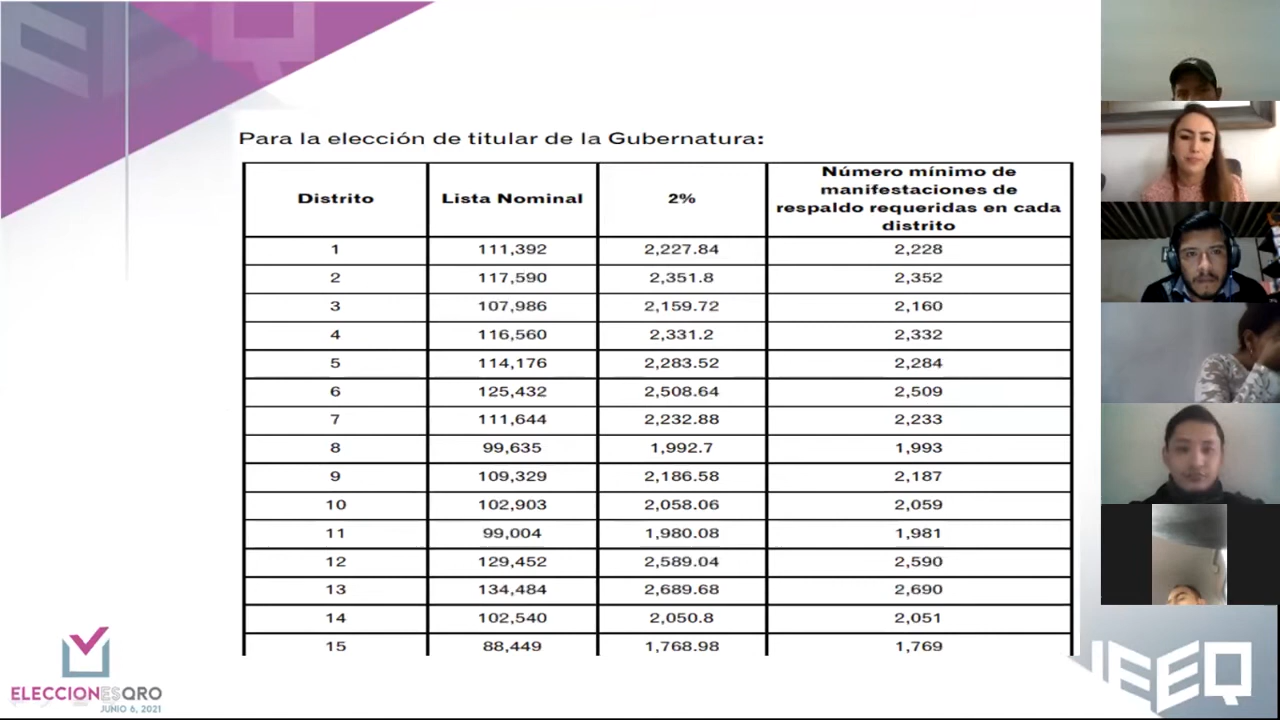 Para la elección de titular de la Gubernatura:
Distrito Lista Nominal 2% Número mínimo de manifestaciones de respaldo requeridas en cada distrito
1 111,392 2,227.84 2,228
2 117,590 2,351.8 2,352
3 107,986 2,159.72 2,160
4 116,560 2,331.2 2,332
5 114,176 2,283.52 2,284
6 125,432 2,508.64 2,509
7 111,644 2,232.88 2,233
8 99,635 1,992.7 1,993
9 109,329 2,186.58 2,187
10 102,903 2,058.06 2,059
11 99,004 1,980.08 1,981
12 129,452 2,589.04 2,590
13 134,484 2,689.68 2,690
14 102,540 2,050.8 2,051
15 88,449 1,768.98 1,769
ELECCIONESQRO
JUNIO 6, 2021
IEEQ